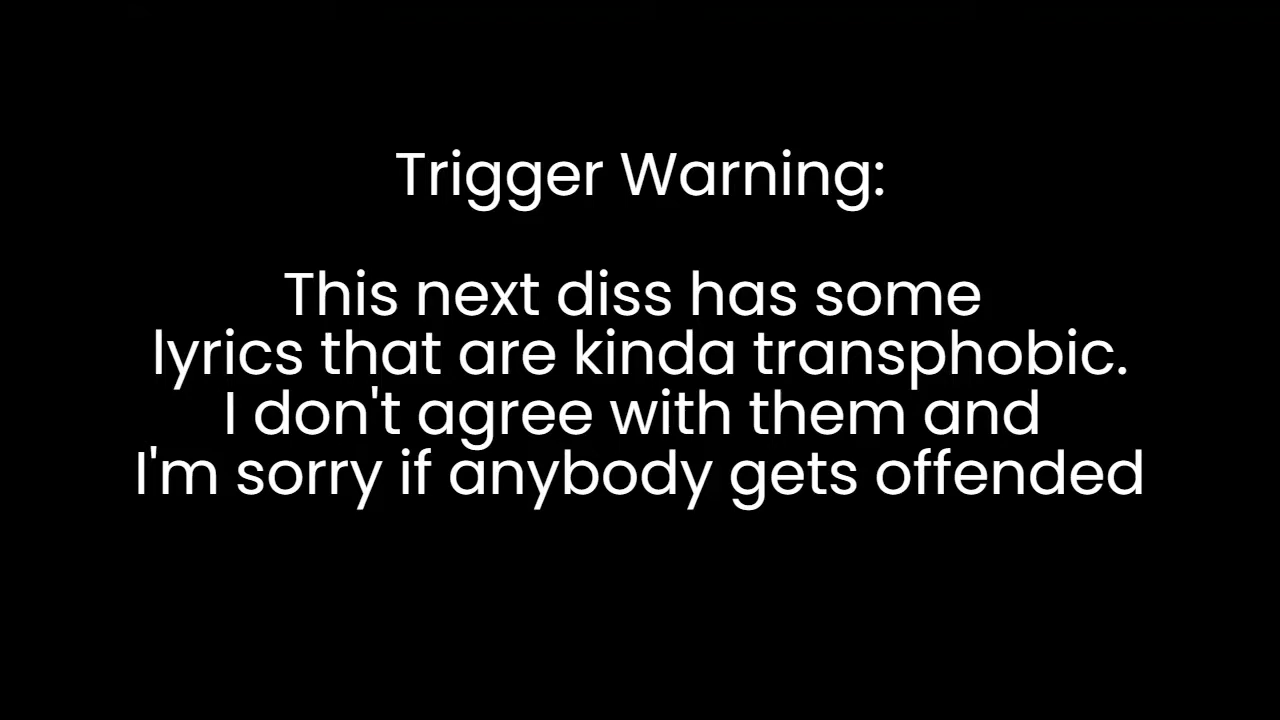 Trigger Warning:
This next diss has some
lyrics that are kinda transphobic.
I don't agree with them and
I'm sorry if anybody gets offended